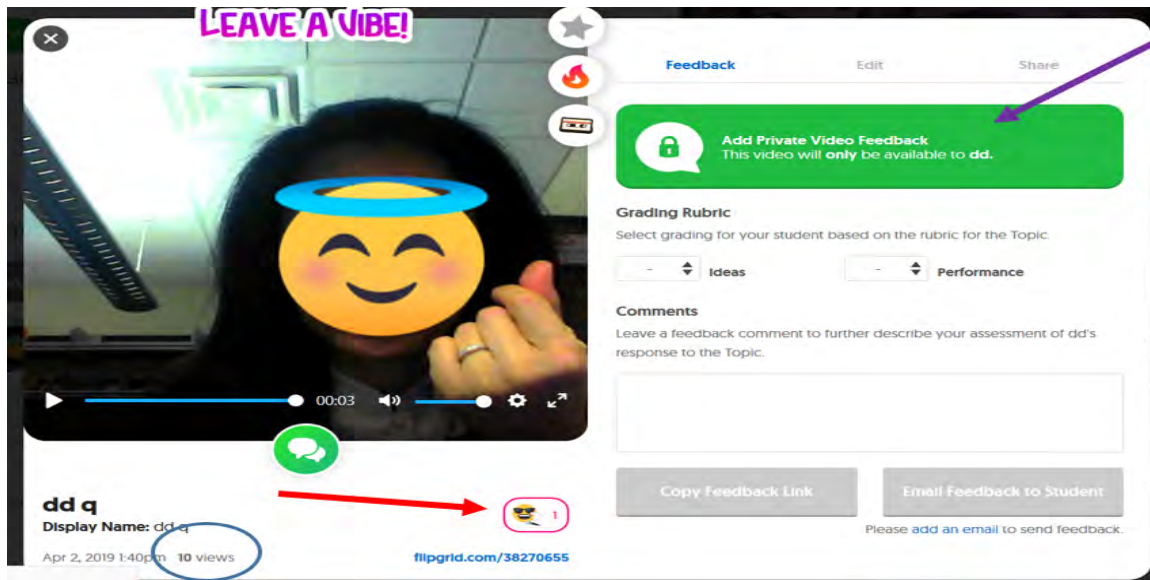 LEAVE A VIBE!
00:03
dd q
Display Name: dd q
Apr 2, 2019 1:40pm 10 views
1
flipgrid.com/38270655
Feedback Edit Share
Add Private Video Feedback
This video will only be available to dd.
Grading Rubric
Select grading for your student based on the rubric for the Topic.
- Ideas - Performance
Comments
Leave a feedback comment to further describe your assessment of dd's
response to the Topic.
Copy Feedback Link Email Feedback to Student
Please add an email to send feedback.